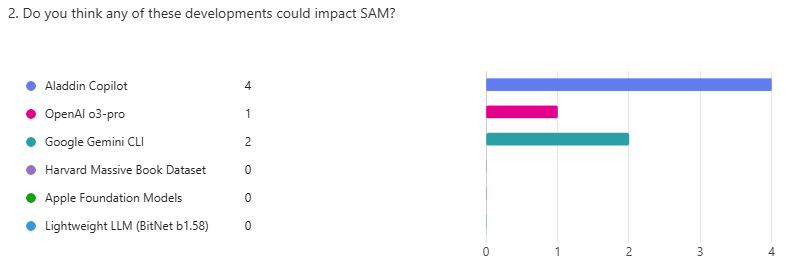 2. Do you think any of these developments could impact SAM?
Aladdin Copilot 4
OpenAI o3-pro 1
Google Gemini CLI 2
Harvard Massive Book Dataset 0
Apple Foundation Models 0
Lightweight LLM (BitNet b1.58) 0
0 1 2 3 4